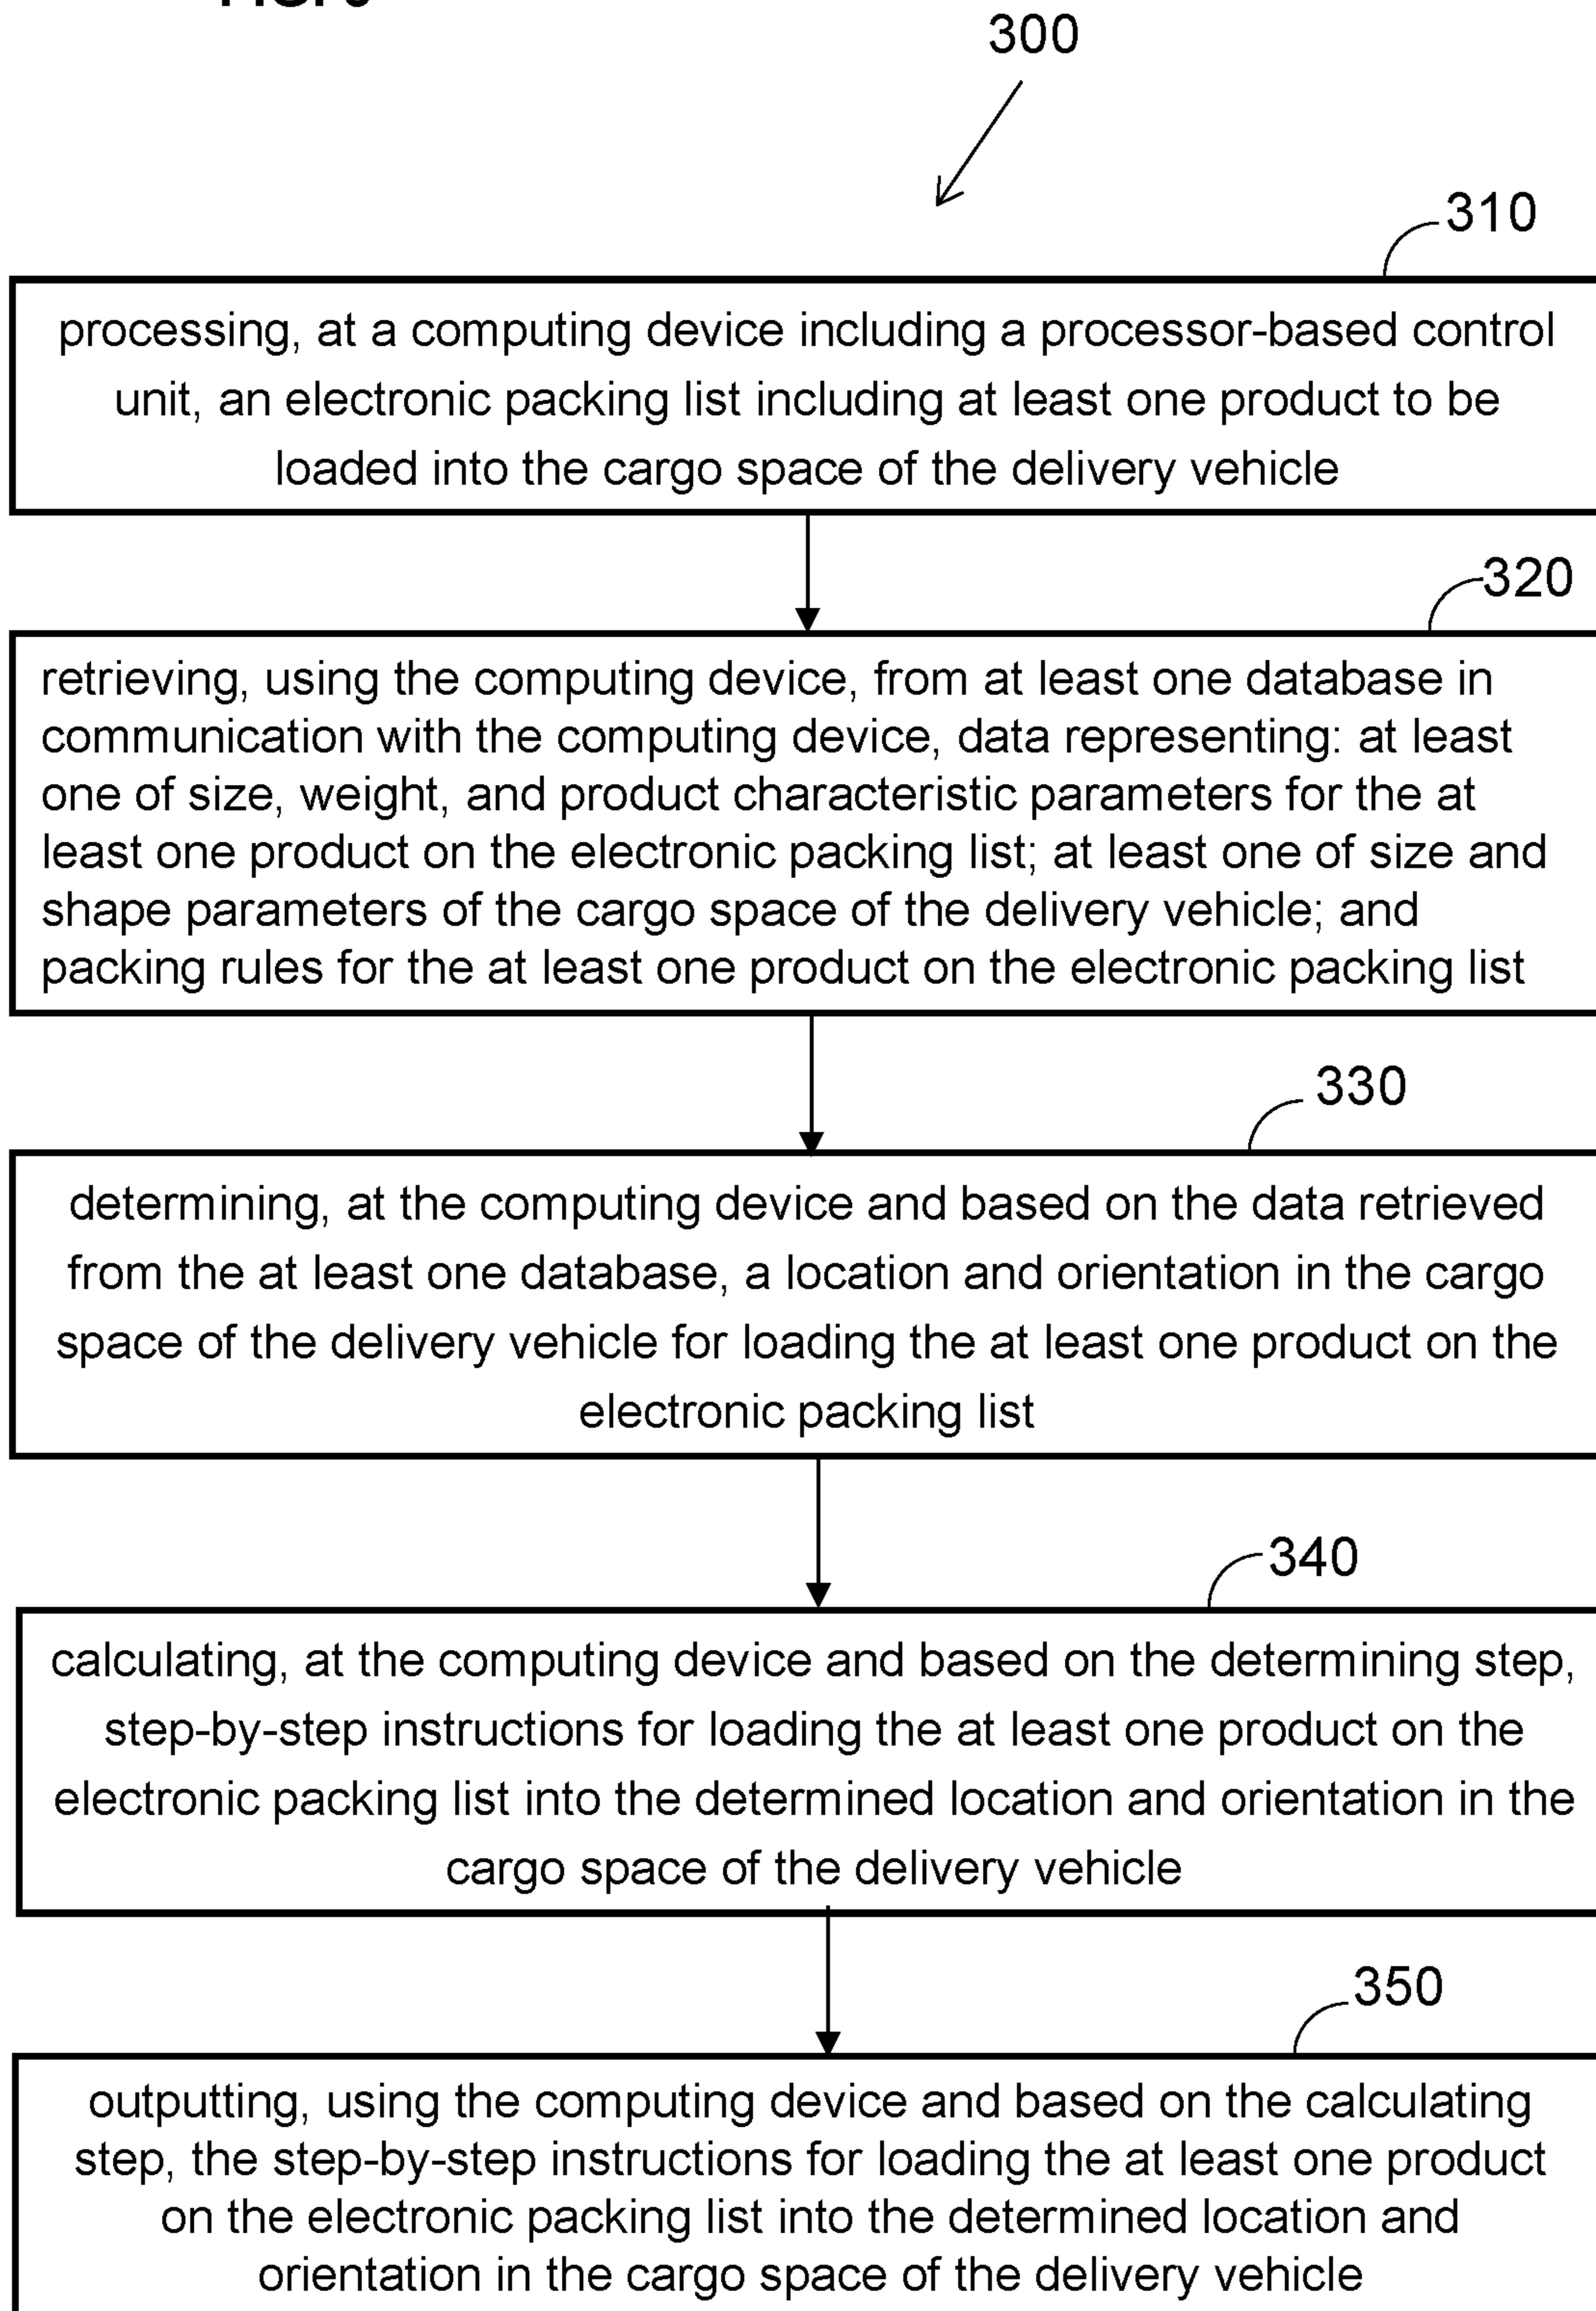 300
310
processing, at a computing device including a processor-based control
unit, an electronic packing list including at least one product to be
loaded into the cargo space of the delivery vehicle
320
retrieving, using the computing device, from at least one database in
communication with the computing device, data representing: at least
one of size, weight, and product characteristic parameters for the at
least one product on the electronic packing list; at least one of size and
shape parameters of the cargo space of the delivery vehicle; and
packing rules for the at least one product on the electronic packing list
330
determining, at the computing device and based on the data retrieved
from the at least one database, a location and orientation in the cargo
space of the delivery vehicle for loading the at least one product on the
electronic packing list
340
calculating, at the computing device and based on the determining step,
step-by-step instructions for loading the at least one product on the
electronic packing list into the determined location and orientation in the
cargo space of the delivery vehicle
350
outputting, using the computing device and based on the calculating
step, the step-by-step instructions for loading the at least one product
on the electronic packing list into the determined location and
orientation in the cargo space of the delivery vehicle